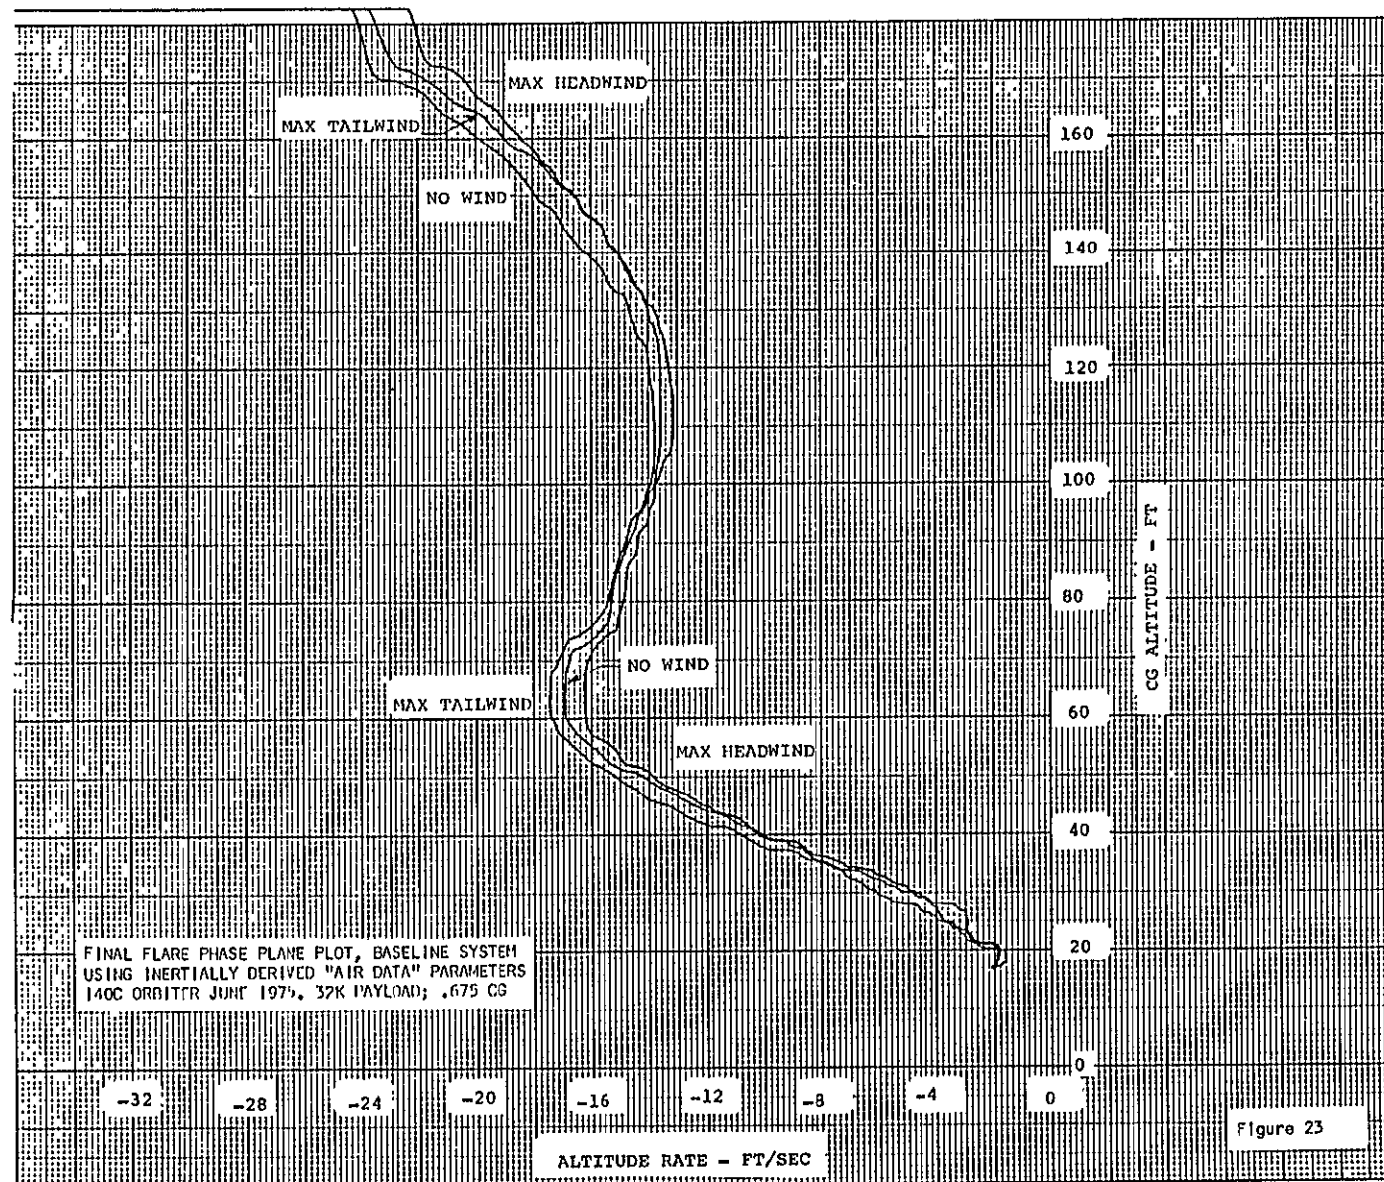 MAX HEADWIND
MAX TAILWIND
NO WIND
160
140
120
100
80
60
40
20
0
CG ALTITUDE - FT
NO WIND
MAX TAILWIND
MAX HEADWIND
FINAL FLARE PHASE PLANE PLOT, BASELINE SYSTEM
USING INERTIALLY DERIVED "AIR DATA" PARAMETERS
140C ORBITER JUNE 1975. 32K PAYLOAD; .675 CG
-32 -28 -24 -20 -16 -12 -8 -4 0
ALTITUDE RATE - FT/SEC
Figure 23